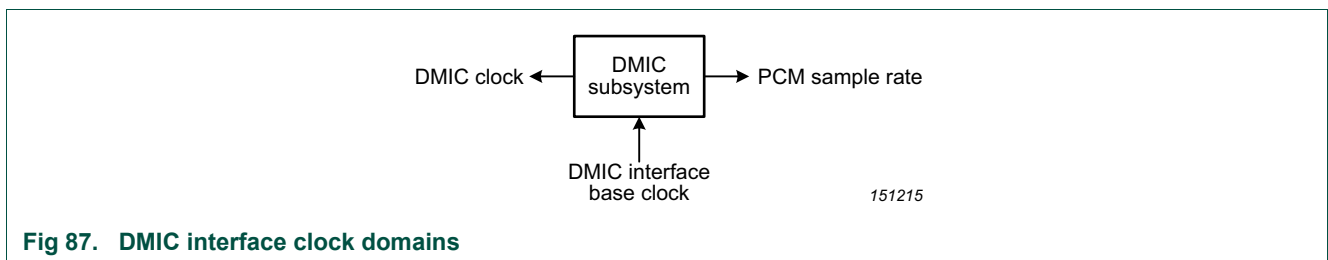 DMIC
subsystem
DMIC clock
PCM sample rate
DMIC interface
base clock
151215
Fig 87. DMIC interface clock domains